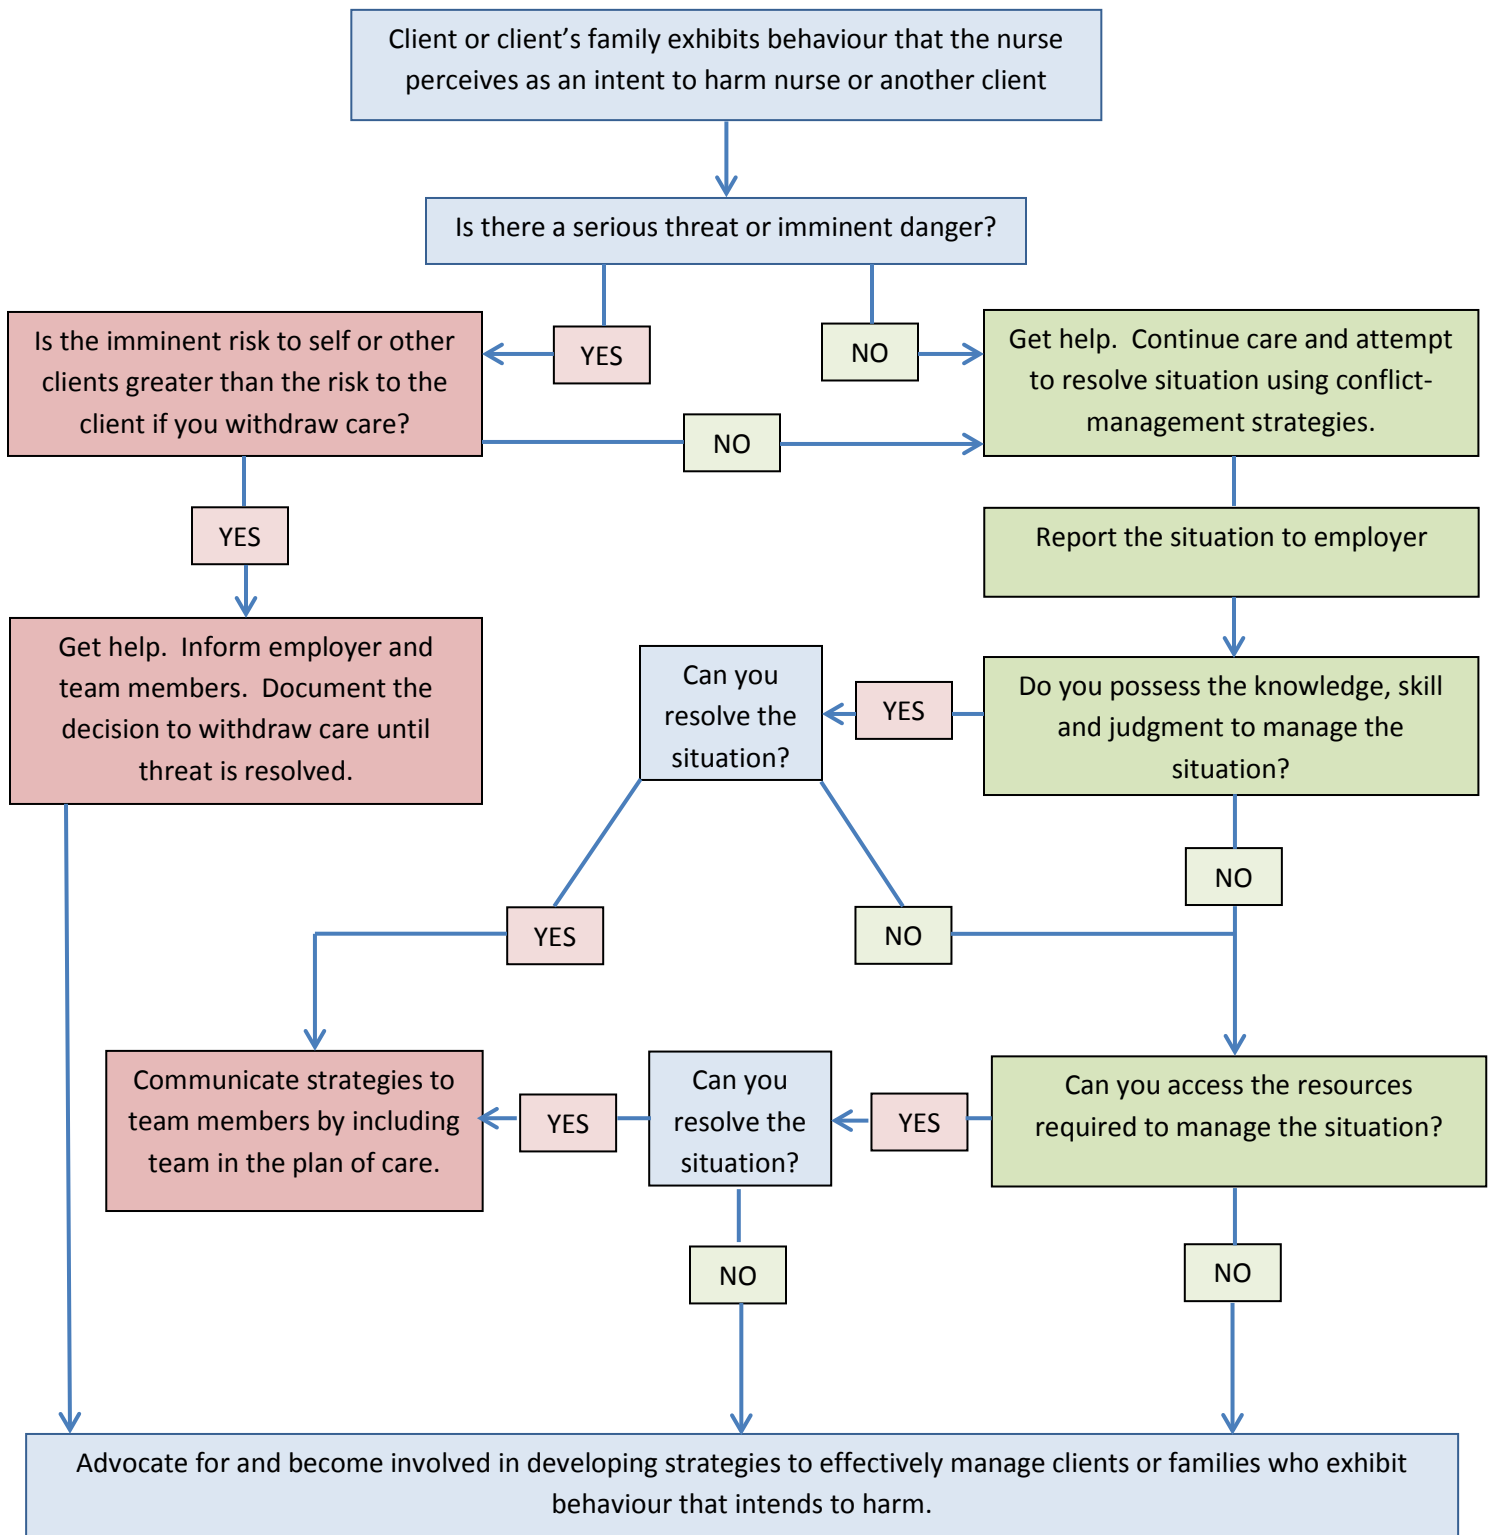 Client or client’s family exhibits behaviour that the nurse
perceives as an intent to harm nurse or another client
Is there a serious threat or imminent danger?
Is the imminent risk to self or other
clients greater than the risk to the
client if you withdraw care?
YES
NO
Get help.  Continue care and attempt
to resolve situation using conflict-
management strategies.
NO
YES
Report the situation to employer
Get help.  Inform employer and
team members.  Document the
decision to withdraw care until
threat is resolved.
Can you
resolve the
situation?
YES
Do you possess the knowledge, skill
and judgment to manage the
situation?
NO
YES
NO
Communicate strategies to
team members by including
team in the plan of care.
YES
Can you
resolve the
situation?
YES
Can you access the resources
required to manage the situation?
NO
NO
Advocate for and become involved in developing strategies to effectively manage clients or families who exhibit
behaviour that intends to harm.